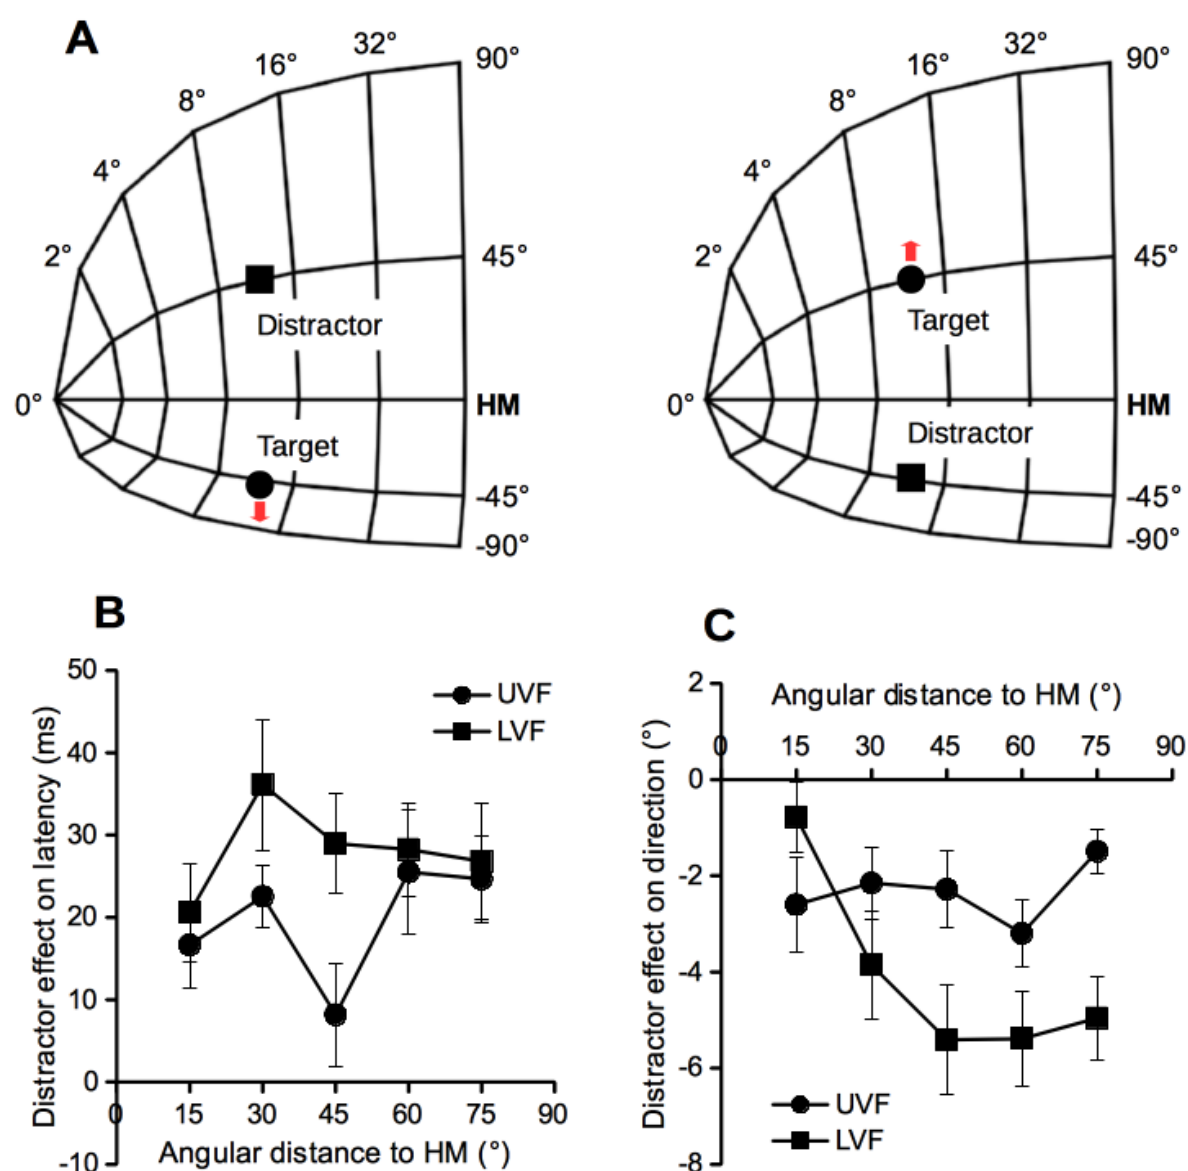 A
32° 90°
16°
8°
4°
2°
45°
Distractor
0° HM
Target
-45°
-90°
32° 90°
16°
8°
4°
2°
45°
Target
0° HM
Distractor
-45°
-90°
B
50
40
30
20
10
0
-10
0 15 30 45 60 75 90
Distractor effect on latency (ms)
Angular distance to HM (°)
UVF
LVF
C
2
0
-2
-4
-6
-8
Angular distance to HM (°)
0 15 30 45 60 75 90
Distractor effect on direction (°)
UVF
LVF